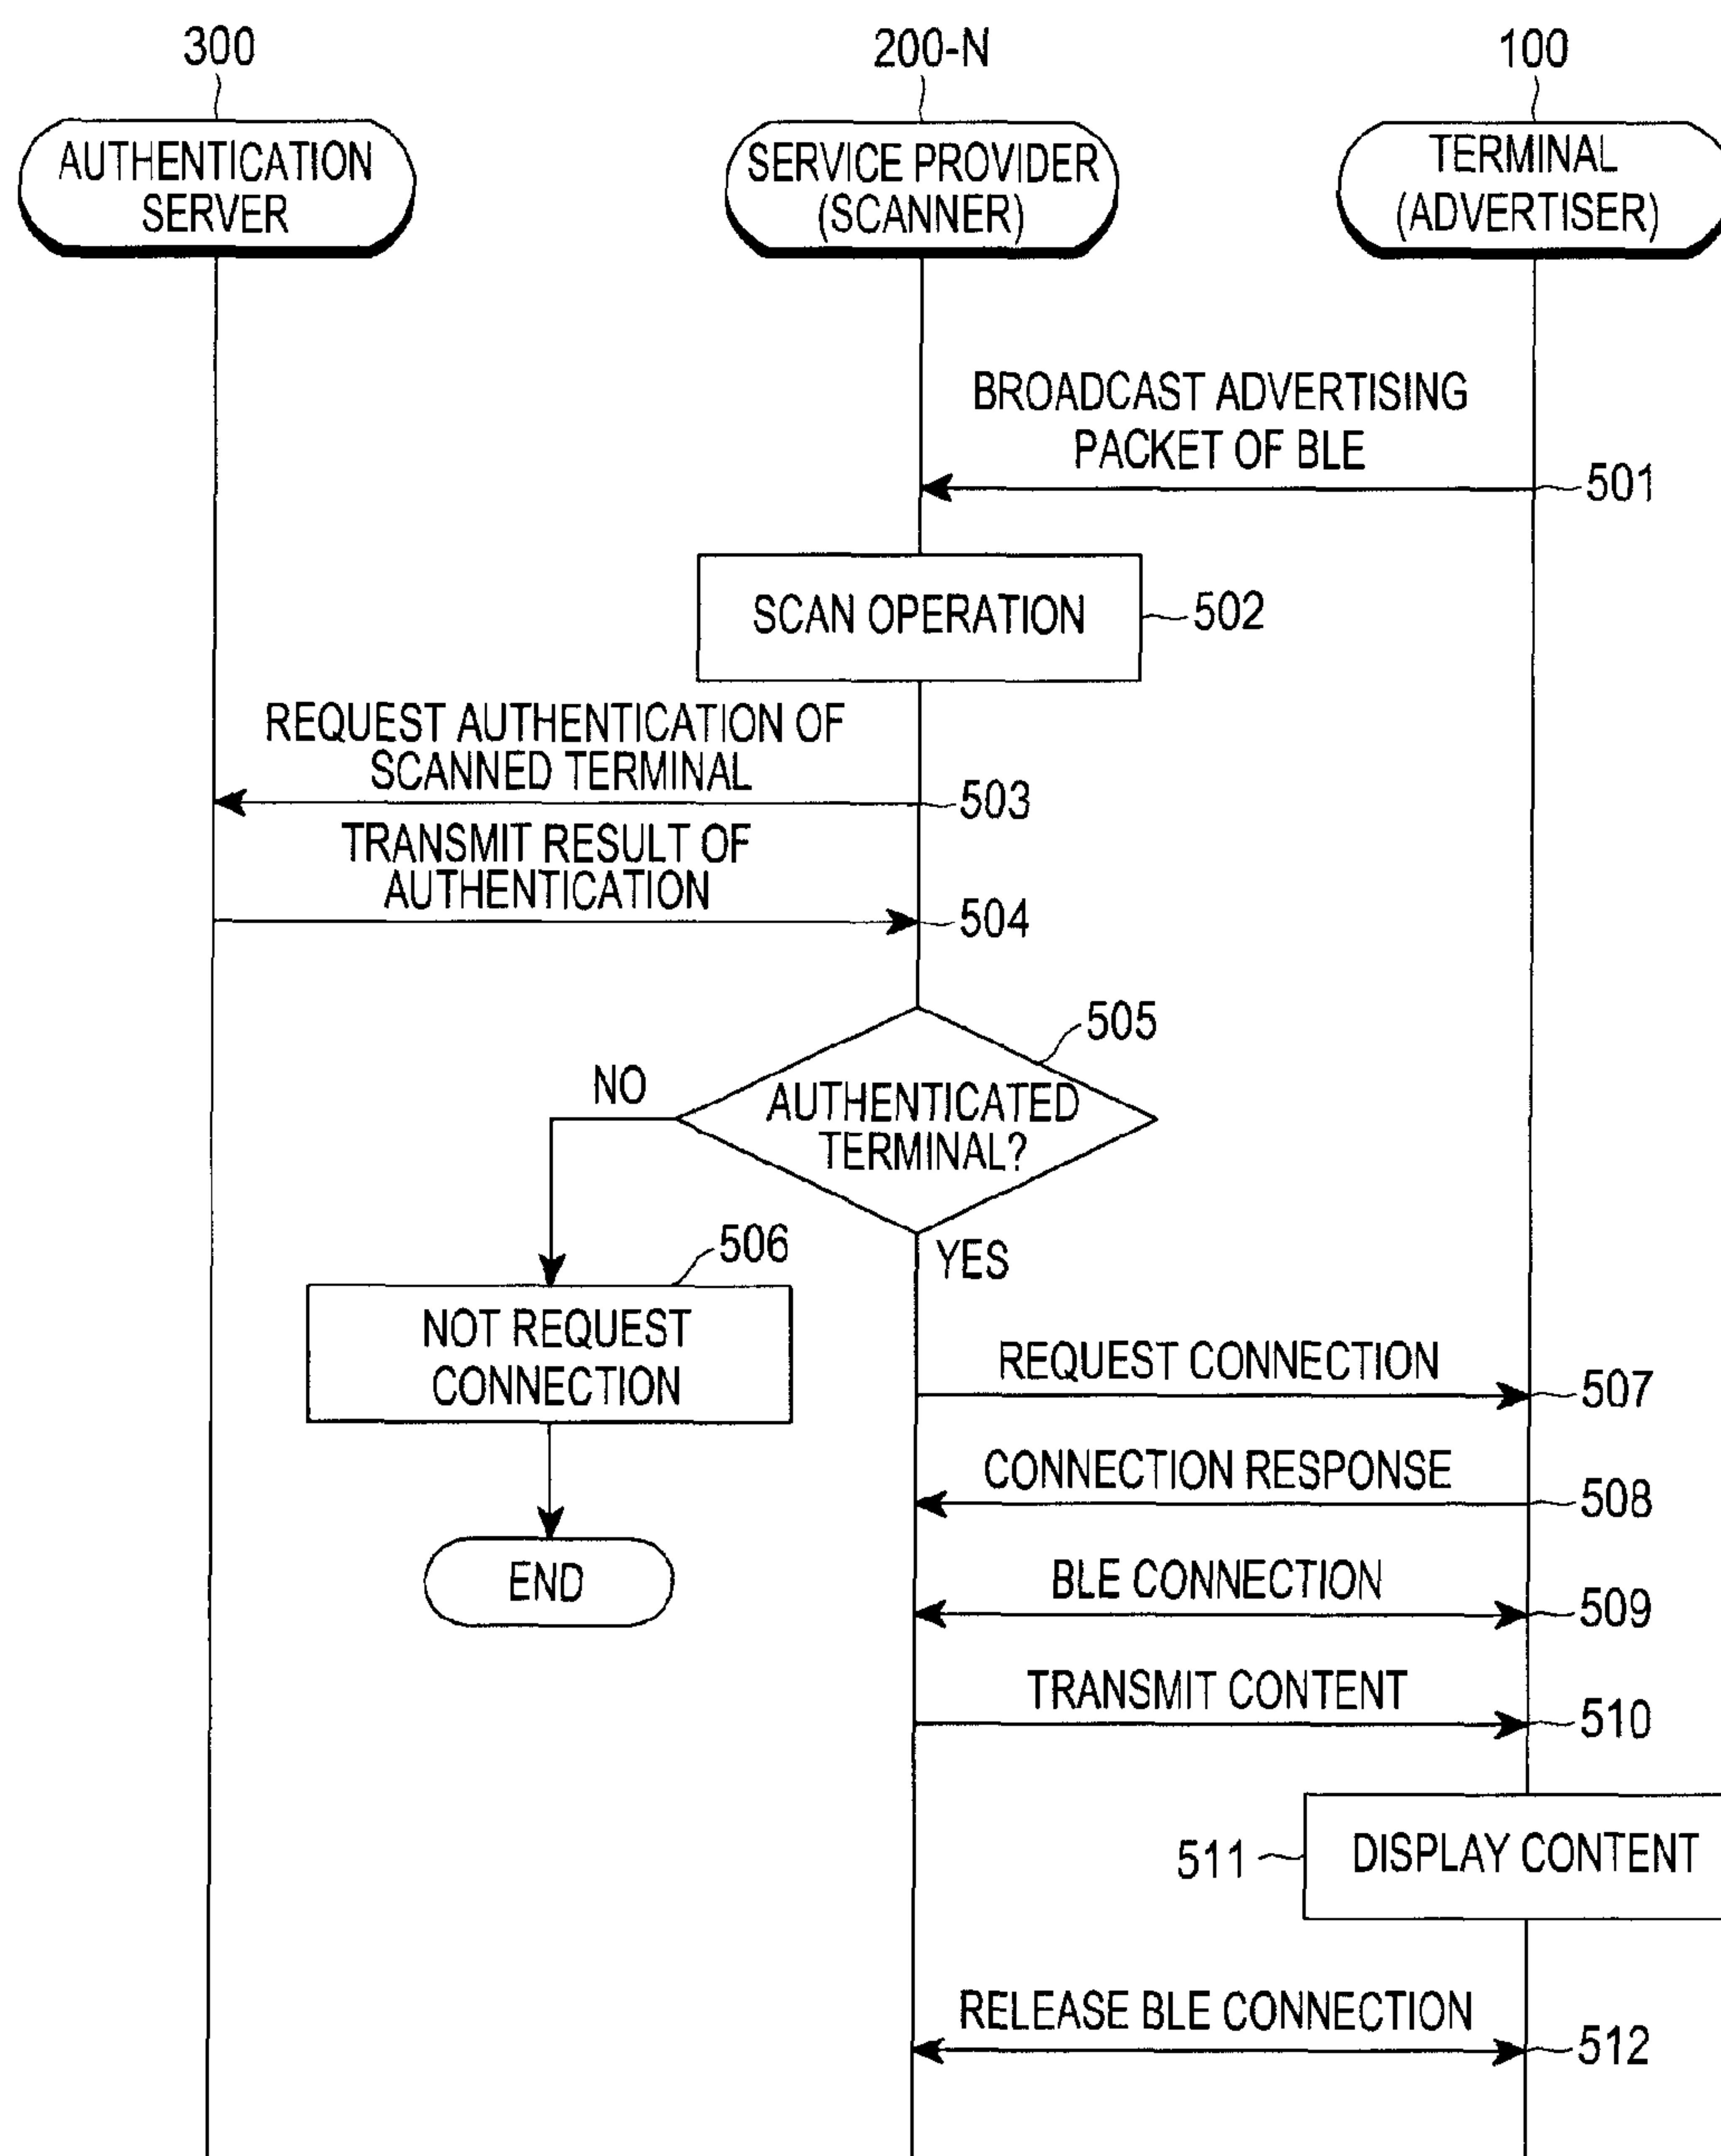 300
200-N
100
AUTHENTICATION
SERVER
SERVICE PROVIDER
(SCANNER)
TERMINAL
(ADVERTISER)
BROADCAST ADVERTISING
PACKET OF BLE
501
SCAN OPERATION
502
REQUEST AUTHENTICATION OF
SCANNED TERMINAL
503
TRANSMIT RESULT OF
AUTHENTICATION
504
505
NO
AUTHENTICATED
TERMINAL?
YES
506
NOT REQUEST
CONNECTION
END
REQUEST CONNECTION
507
CONNECTION RESPONSE
508
BLE CONNECTION
509
TRANSMIT CONTENT
510
511
DISPLAY CONTENT
RELEASE BLE CONNECTION
512